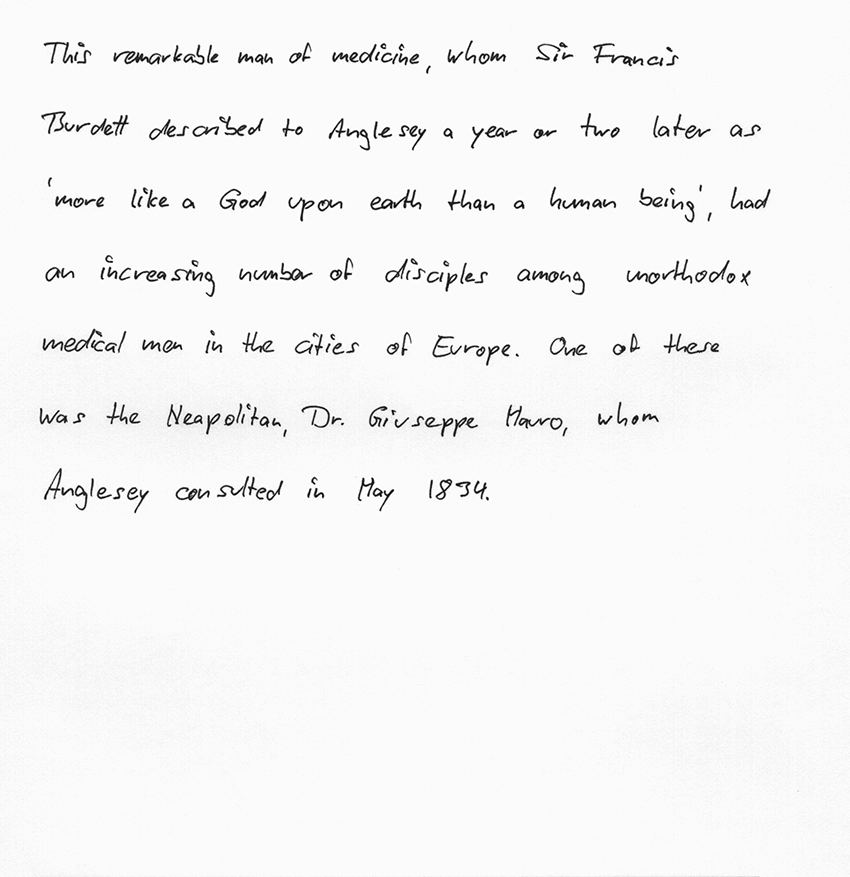 This remarkable man of medicine, whom Sir Francis
Burdett described to Anglesey a year or two later as
'more like a God upon earth than a human being', had
an increasing number of disciples among unorthodox
medical men in the cities of Europe. One of these
was the Neapolitan, Dr. Giuseppe Mauro, whom
Anglesey consulted in May 1834.